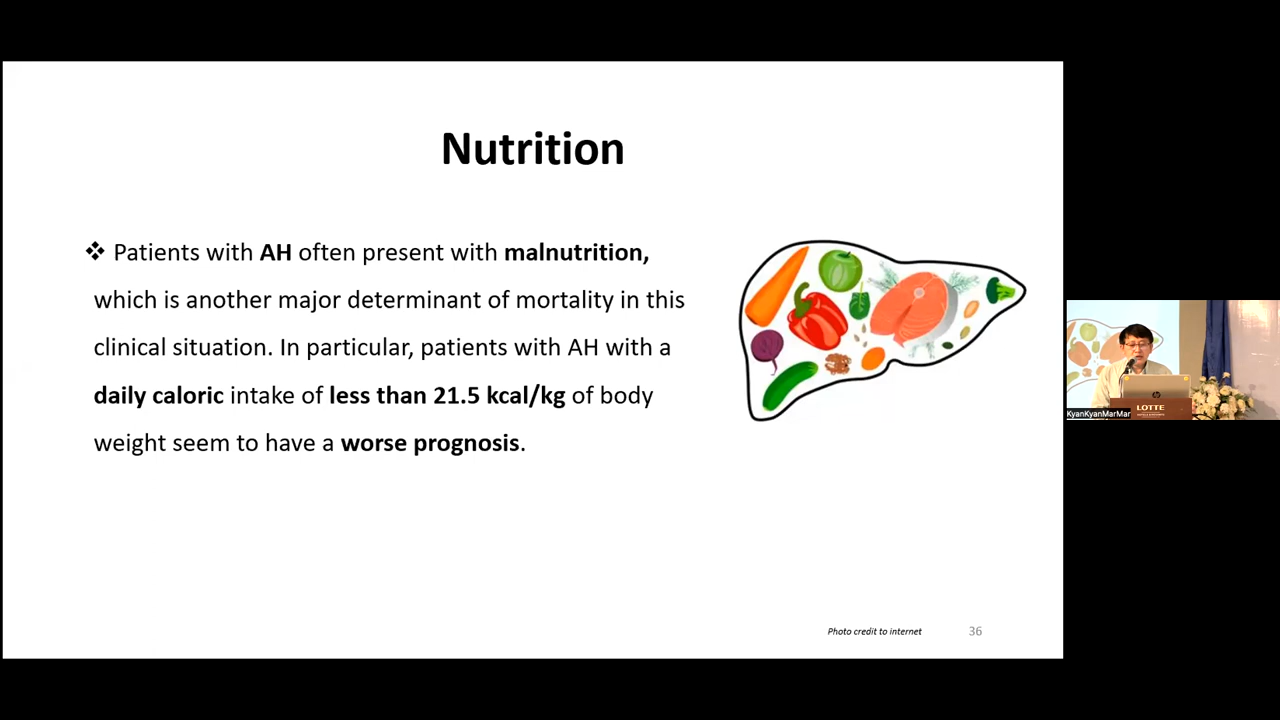 Nutrition
❖ Patients with AH often present with malnutrition,
which is another major determinant of mortality in this
clinical situation. In particular, patients with AH with a
daily caloric intake of less than 21.5 kcal/kg of body
weight seem to have a worse prognosis.
Photo credit to internet
36
KyanKyanMarMar
LOTTE